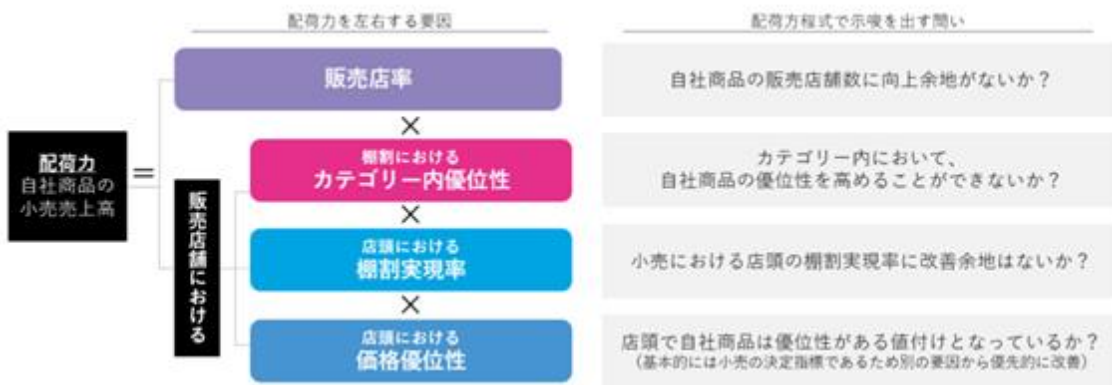 配荷力を左右する要因
配荷方程式で示唆を出す問い
販売店率
自社商品の販売店舗数に向上余地がないか？
×
配荷力
自社商品の
小売売上高
=
販売店舗における
棚割における
カテゴリー内優位性
カテゴリー内において、
自社商品の優位性を高めることができないか？
×
店頭における
棚割実現率
小売における店頭の棚割実現率に改善余地はないか？
×
店頭における
価格優位性
店頭で自社商品は優位性がある値付けとなっているか？
（基本的には小売の決定指標であるため別の要因から優先的に改善）